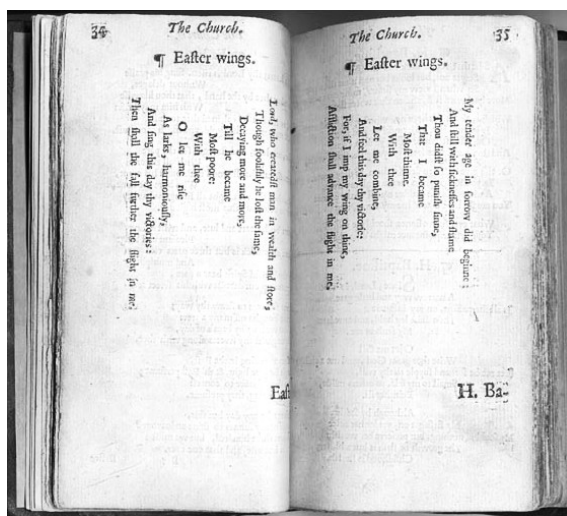 34
The Church.
¶ Eaſter wings.
Lord, who createdſt man in wealth and ſtore,
Though fooliſhly he loſt the ſame,
Decaying more and more,
Till he became
Moſt poore:
With thee
O let me riſe
As larks, harmoniouſly,
And ſing this day thy victories:
Then ſhall the fall further the flight in me.
Eaſt
The Church.
35
¶ Eaſter wings.
My tender age in ſorrow did beginne:
And ſtill with ſickneſſes and ſhame
Thou didſt ſo puniſh ſinne,
That I became
Moſt thinne.
With thee
Let me combine,
And feel this day thy victorie:
For, if I imp my wing on thine,
Affliction ſhall advance the flight in me.
H. Ba-